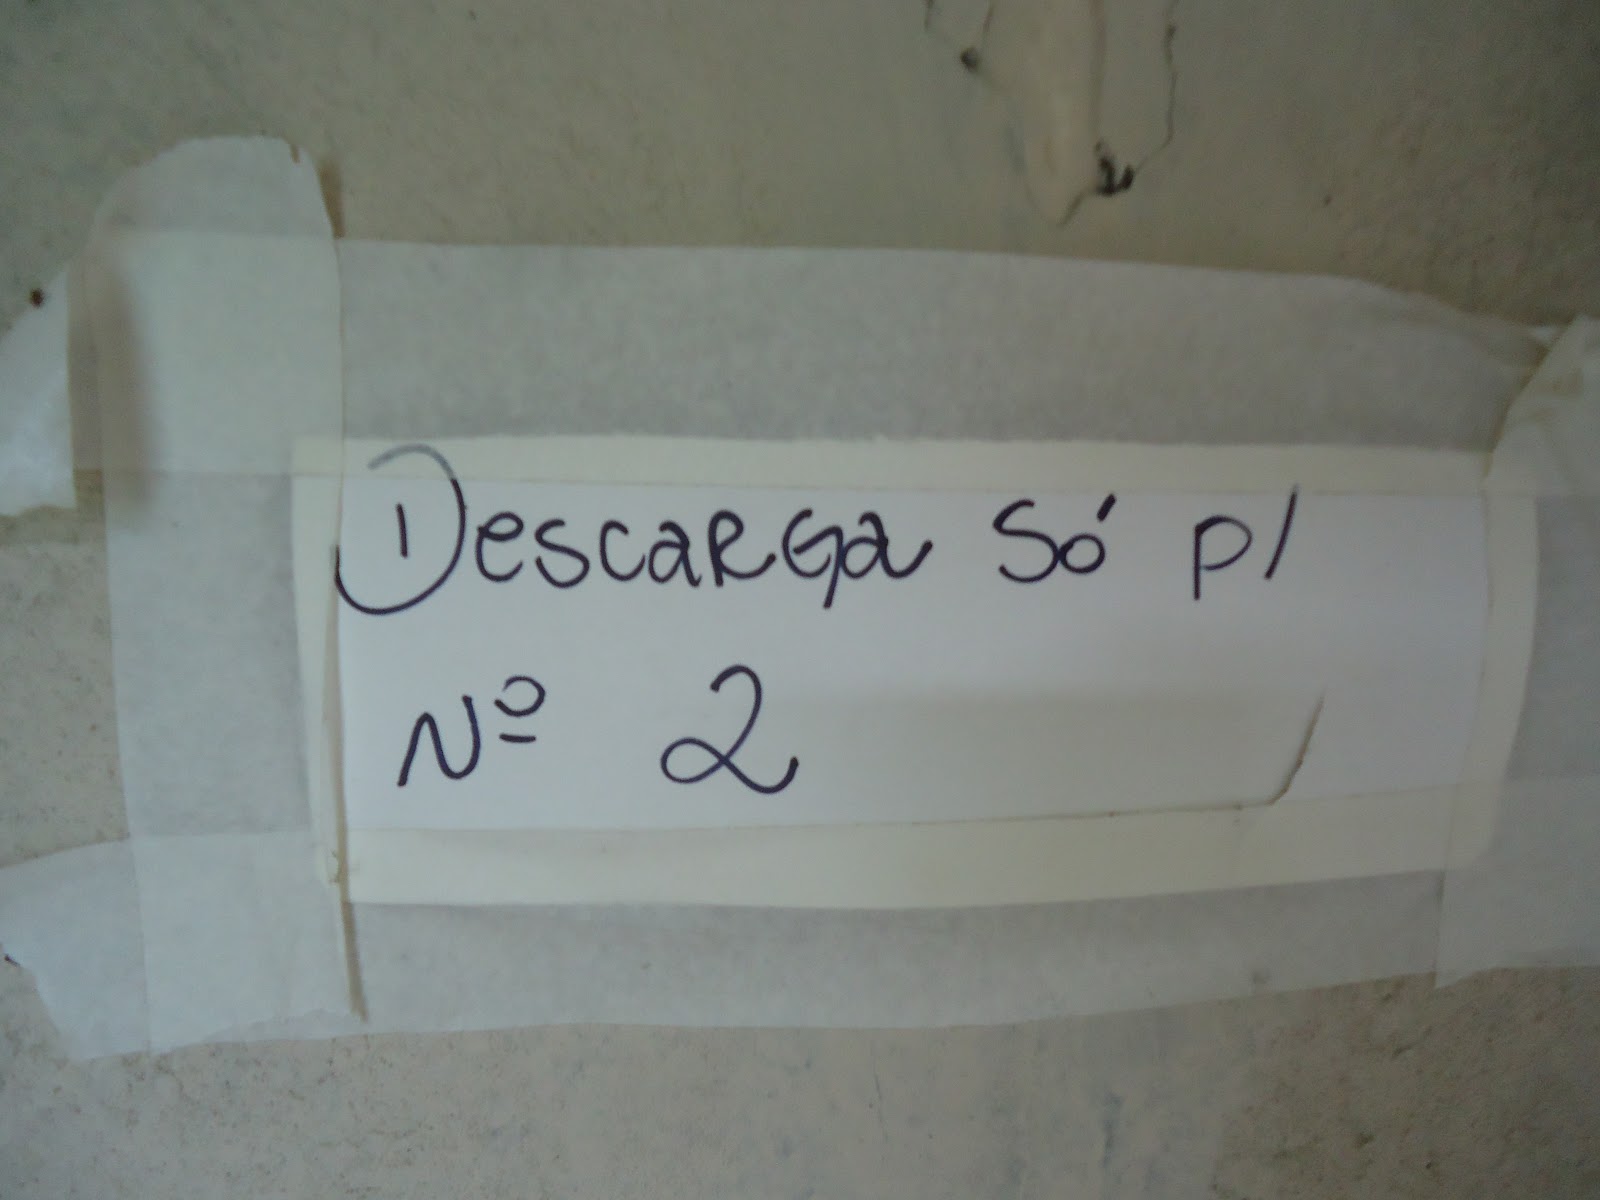 Descarga só p/
Nº 2